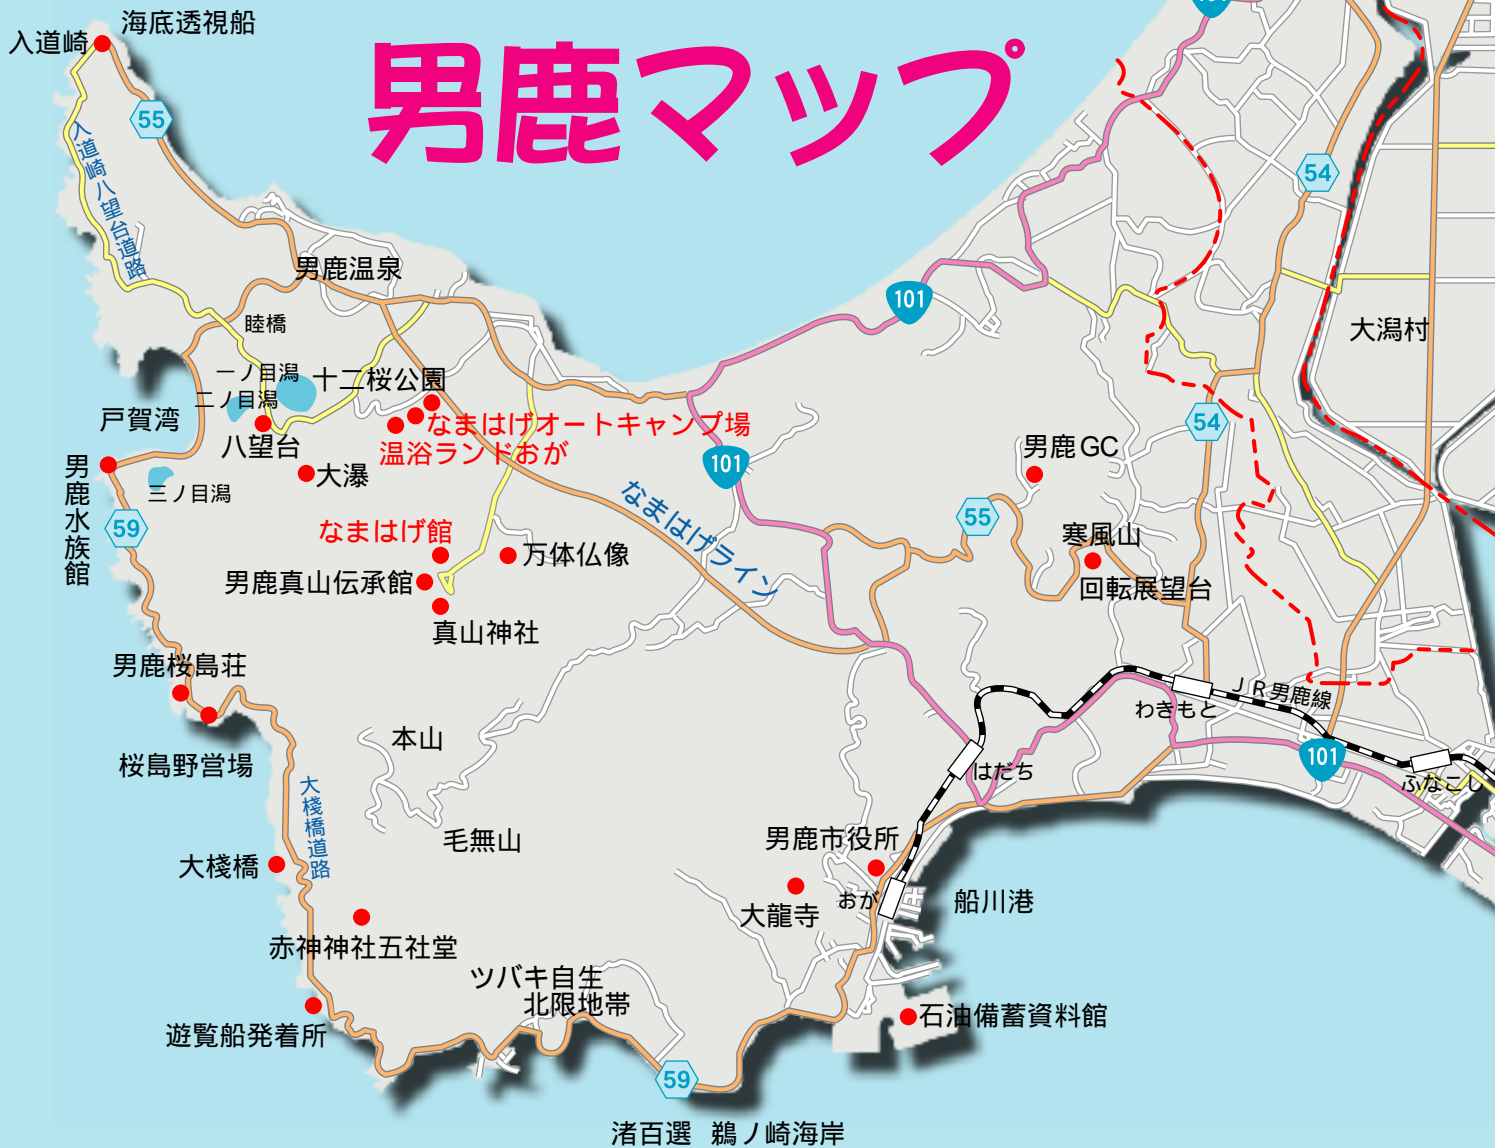 海底透視船
入道崎
男鹿マップ
101
55
54
入道崎八望台道路
男鹿温泉
101
大潟村
睦橋
一ノ目潟
十二桜公園
二ノ目潟
戸賀湾
なまはげオートキャンプ場
54
八望台
温浴ランドおが
男鹿GC
男鹿水族館
大瀑
101
三ノ目潟
なまはげライン
59
なまはげ館
55
寒風山
万体仏像
男鹿真山伝承館
回転展望台
真山神社
男鹿桜島荘
JR男鹿線
わきもと
本山
桜島野営場
101
はだち
ふなこし
大棧橋道路
毛無山
男鹿市役所
大棧橋
おが
船川港
大龍寺
赤神神社五社堂
ツバキ自生
北限地帯
石油備蓄資料館
遊覧船発着所
59
渚百選 鵜ノ崎海岸